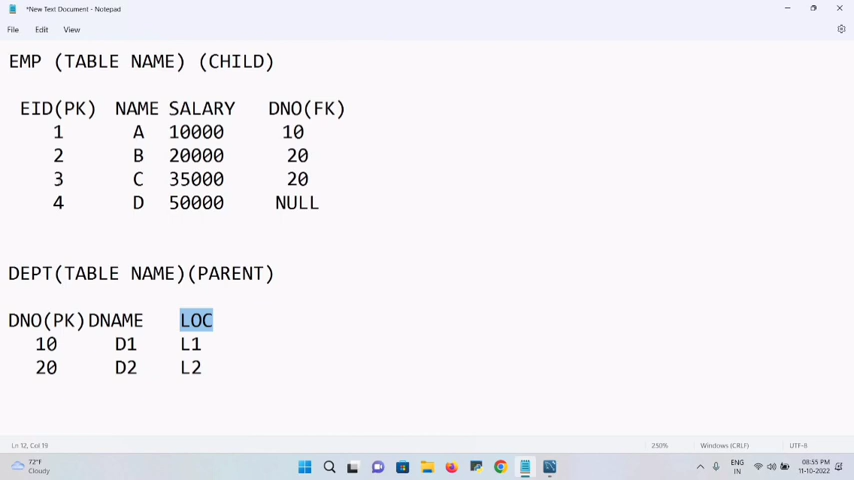 *New Text Document - Notepad
File Edit View
EMP (TABLE NAME) (CHILD)
EID(PK) NAME SALARY DNO(FK)
1 A 10000 10
2 B 20000 20
3 C 35000 20
4 D 50000 NULL
DEPT(TABLE NAME)(PARENT)
DNO(PK)DNAME LOC
10 D1 L1
20 D2 L2
Ln 12, Col 19 250% Windows (CRLF) UTF-8
72°F
Cloudy
ENG
IN
08:55 PM
11-10-2022